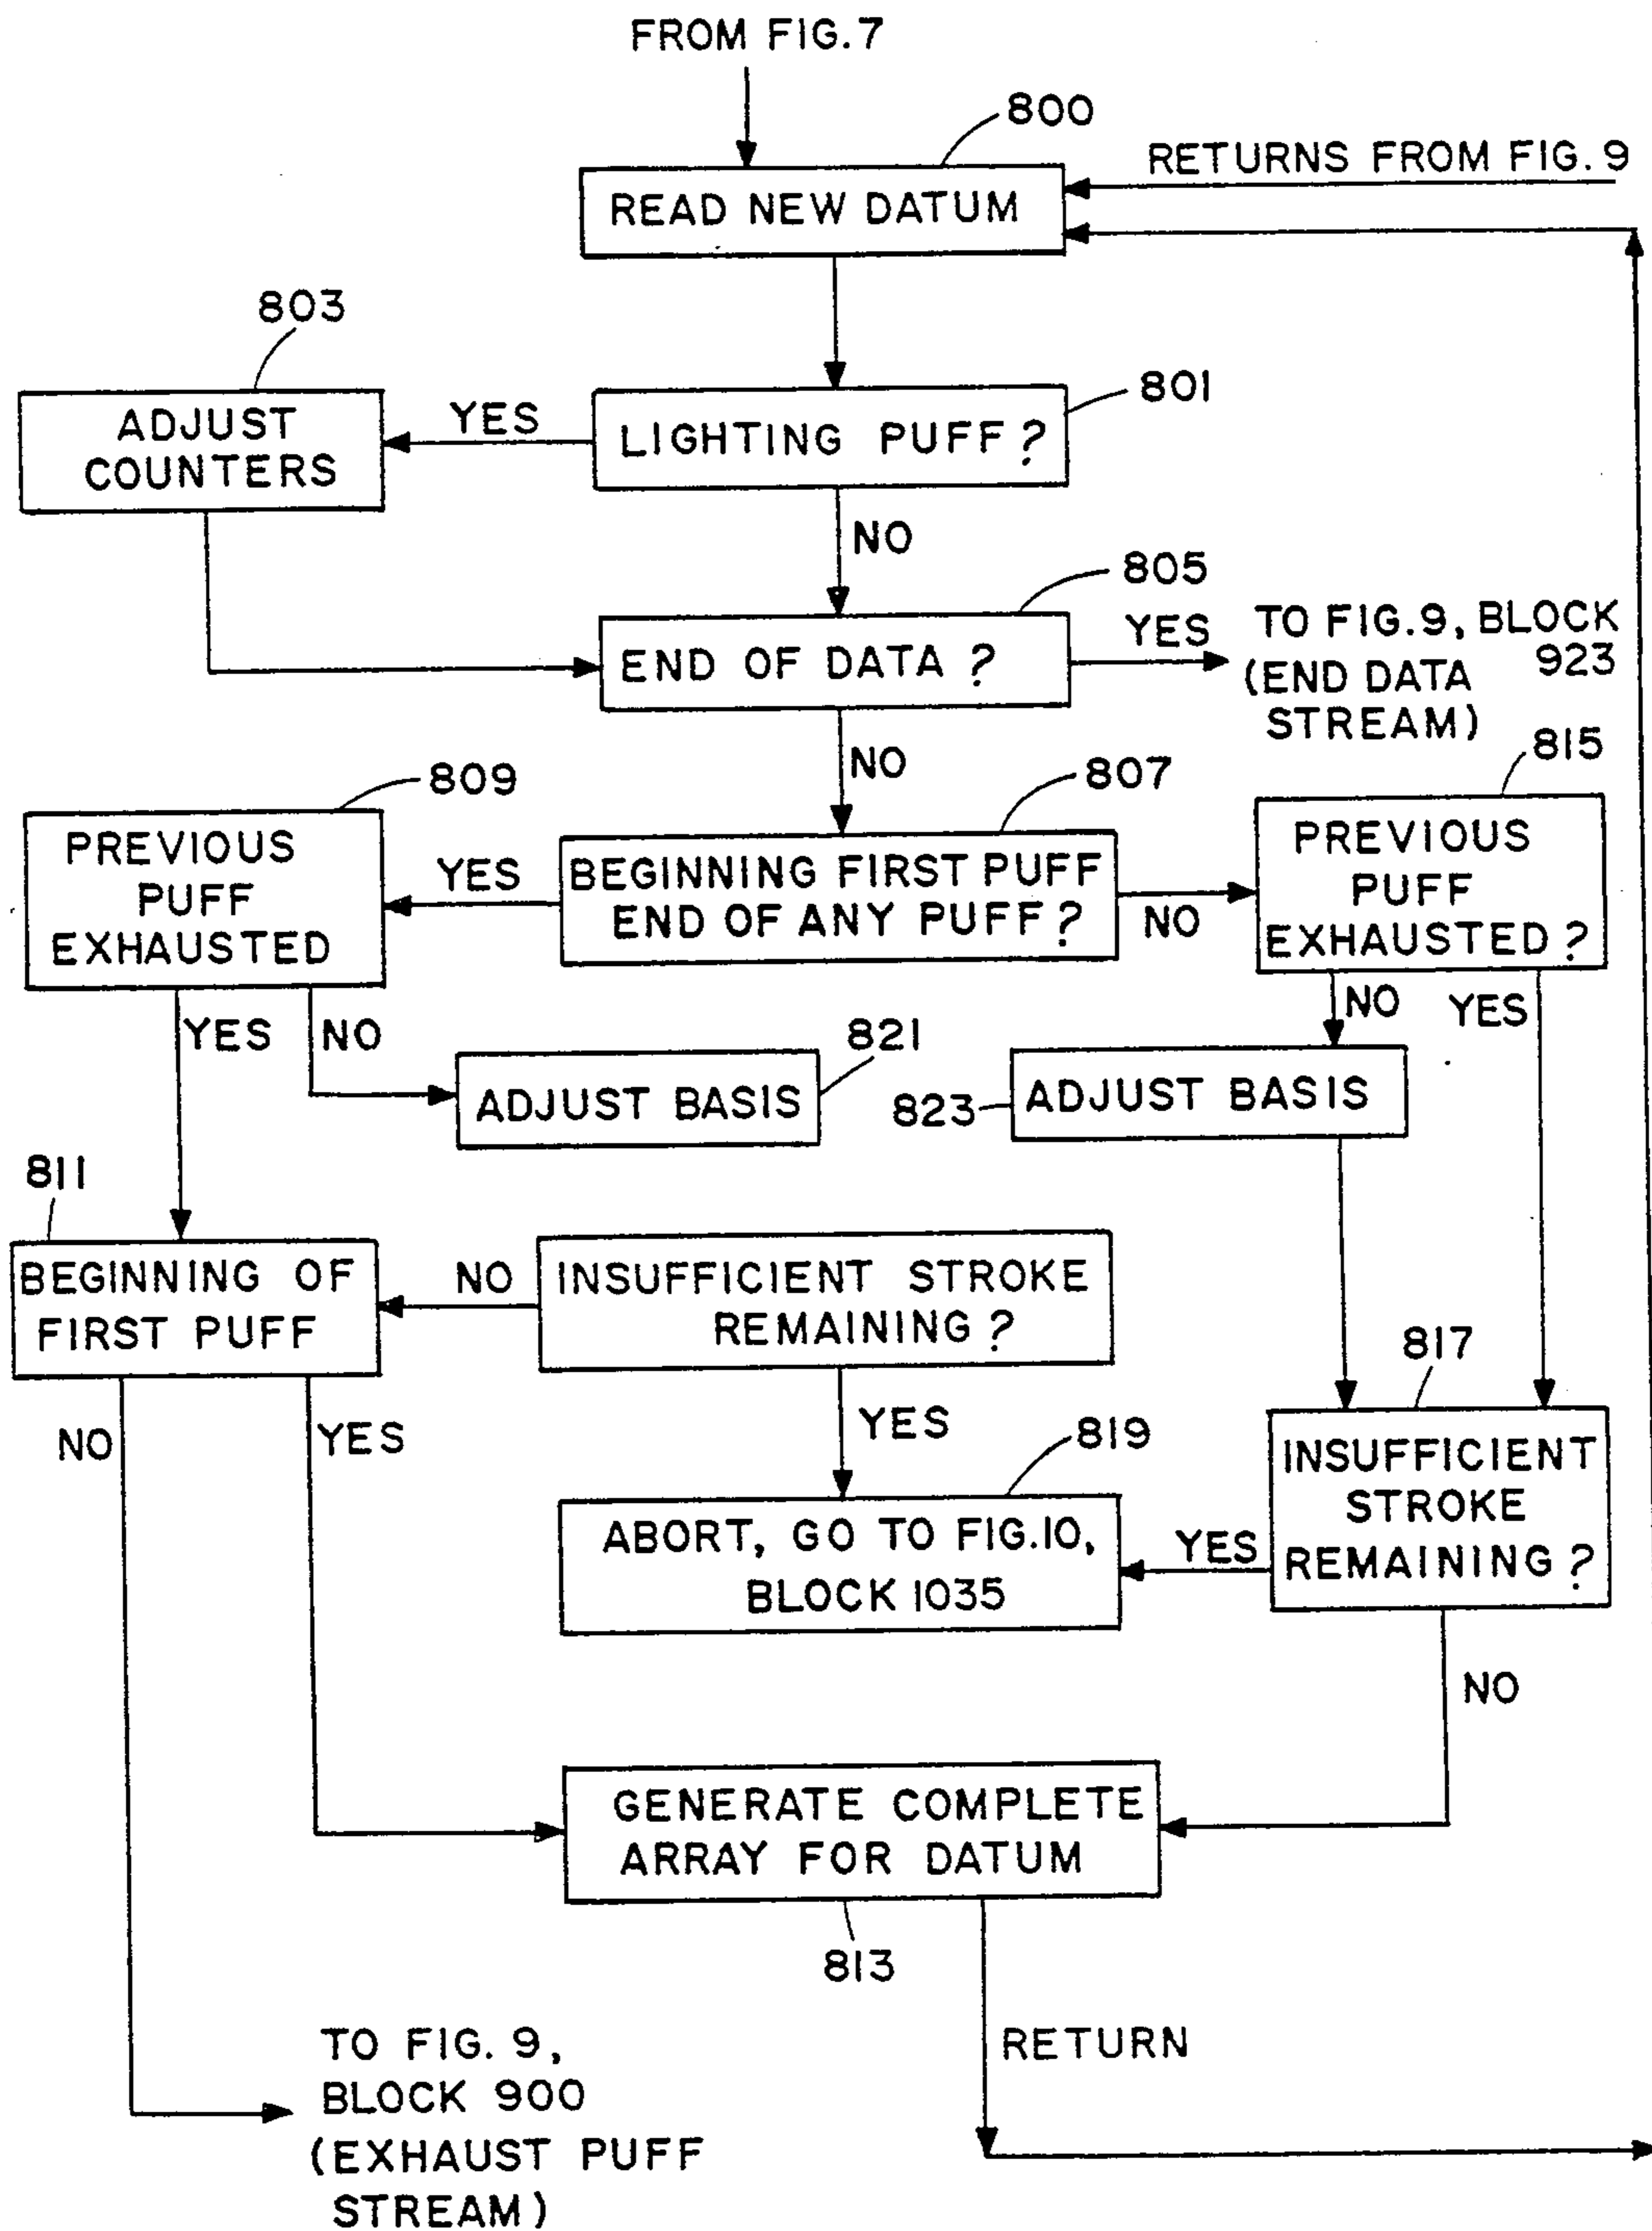 FROM FIG. 7
800
RETURNS FROM FIG. 9
READ NEW DATUM
803
801
ADJUST
COUNTERS
YES
LIGHTING PUFF?
NO
805
END OF DATA ?
YES
TO FIG. 9, BLOCK
923
(END DATA
STREAM)
NO
809
807
815
PREVIOUS
PUFF
EXHAUSTED
YES
BEGINNING FIRST PUFF
END OF ANY PUFF?
NO
PREVIOUS
PUFF
EXHAUSTED ?
YES
NO
NO
YES
821
ADJUST BASIS
823
ADJUST BASIS
811
BEGINNING OF
FIRST PUFF
NO
INSUFFICIENT STROKE
REMAINING ?
817
NO
YES
YES
819
INSUFFICIENT
STROKE
REMAINING ?
ABORT, GO TO FIG. 10,
BLOCK 1035
YES
NO
GENERATE COMPLETE
ARRAY FOR DATUM
813
RETURN
TO FIG. 9,
BLOCK 900
(EXHAUST PUFF
STREAM)